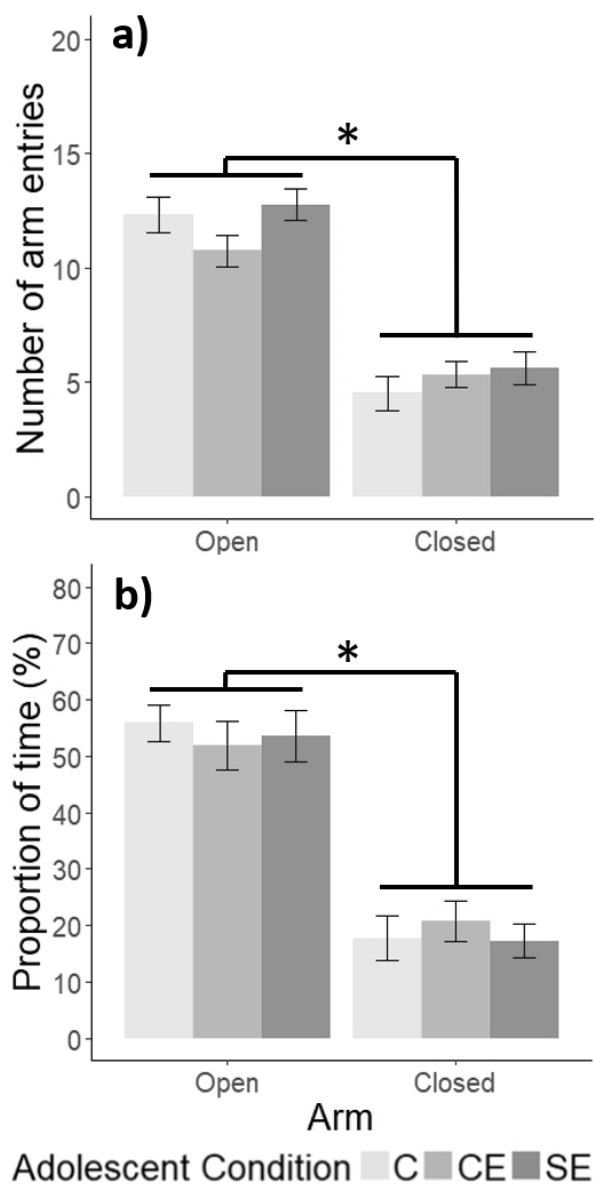 a)
Number of arm entries
20
15
10
5
0
*
Open Closed
b)
Proportion of time (%)
80
70
60
50
40
30
20
10
0
*
Open Closed
Arm
Adolescent Condition C CE SE